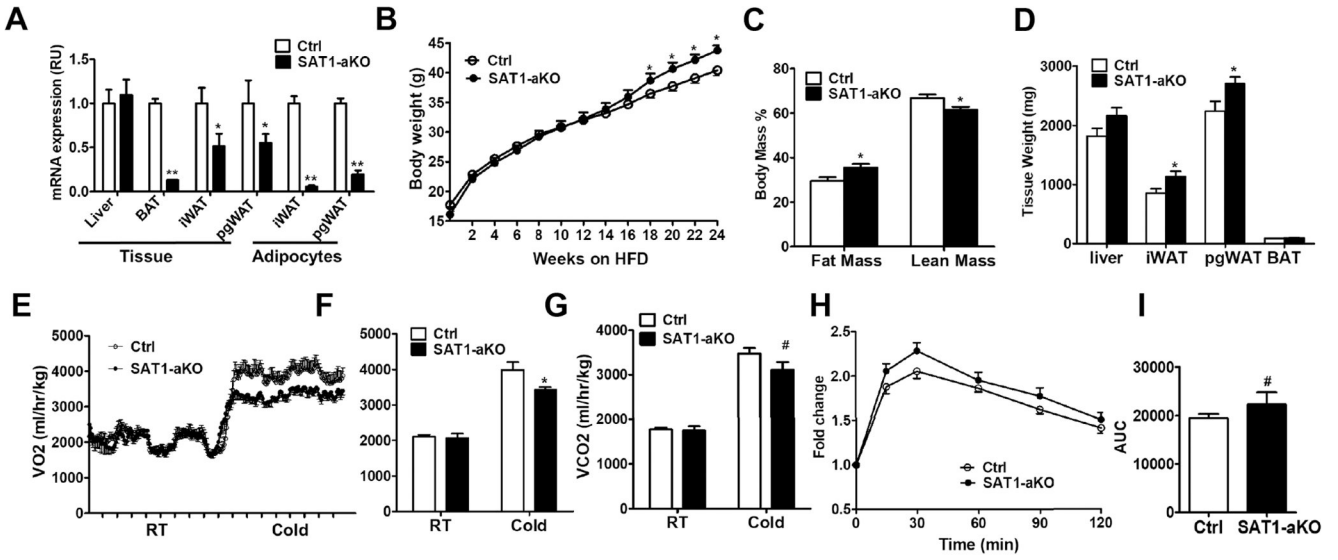 A
mRNA expression (RU)
1.5
1.0
0.5
0.0
Ctrl
SAT1-aKO
**
*
*
**
**
Liver
BAT
iWAT
pgWAT
iWAT
pgWAT
Tissue
Adipocytes
B
Body weight (g)
45
40
35
30
25
20
15
Ctrl
SAT1-aKO
* * * *
2 4 6 8 10 12 14 16 18 20 22 24
Weeks on HFD
C
Body Mass %
80
60
40
20
0
Ctrl
SAT1-aKO
*
*
Fat Mass
Lean Mass
D
Tissue Weight (mg)
3000
2000
1000
0
Ctrl
SAT1-aKO
*
*
liver
iWAT
pgWAT
BAT
E
VO2 (ml/hr/kg)
6000
5000
4000
3000
2000
1000
0
Ctrl
SAT1-aKO
RT
Cold
F
5000
4000
3000
2000
1000
0
Ctrl
SAT1-aKO
*
RT
Cold
G
VCO2 (ml/hr/kg)
4000
3000
2000
1000
0
Ctrl
SAT1-aKO
#
RT
Cold
H
Fold change
2.5
2.0
1.5
1.0
0.5
Ctrl
SAT1-aKO
0 30 60 90 120
Time (min)
I
AUC
30000
20000
10000
0
#
Ctrl
SAT1-aKO